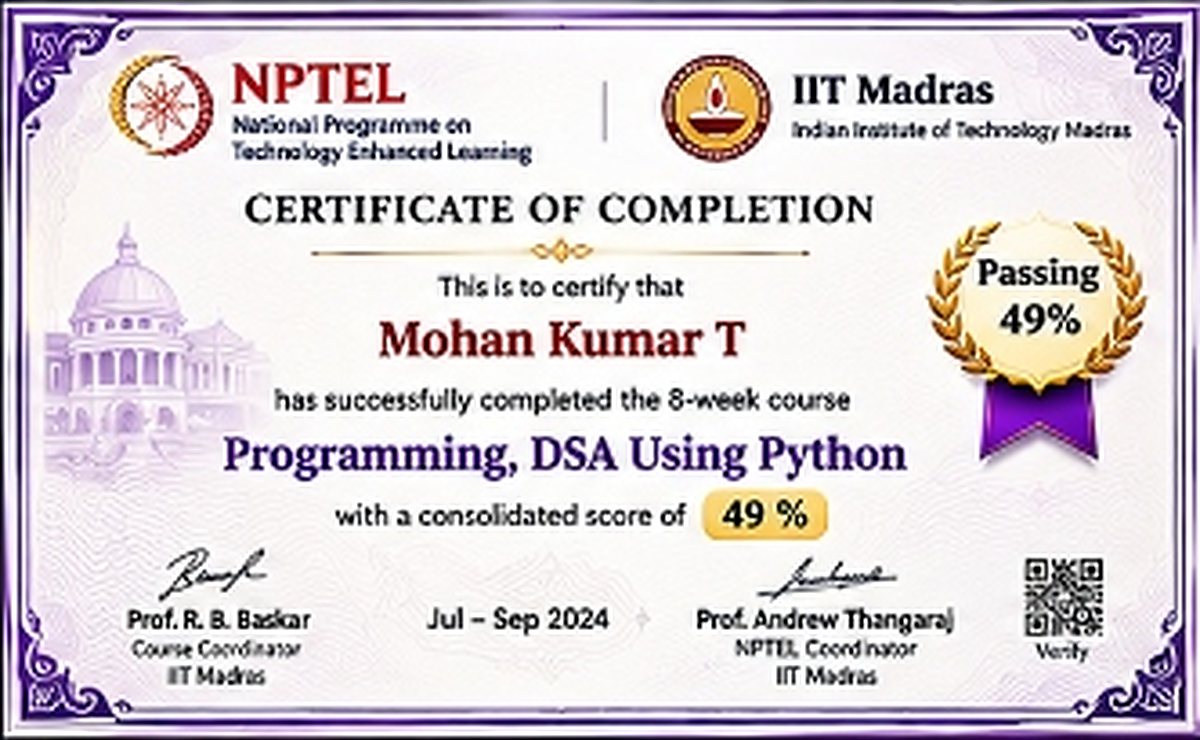 NPTEL
National Programme on
Technology Enhanced Learning
IIT Madras
Indian Institute of Technology Madras
CERTIFICATE OF COMPLETION
This is to certify that
Mohan Kumar T
has successfully completed the 8-week course
Programming, DSA Using Python
with a consolidated score of 49 %
Passing
49%
Prof. R. B. Baskar
Course Coordinator
IIT Madras
Jul – Sep 2024
Prof. Andrew Thangaraj
NPTEL Coordinator
IIT Madras
Verify